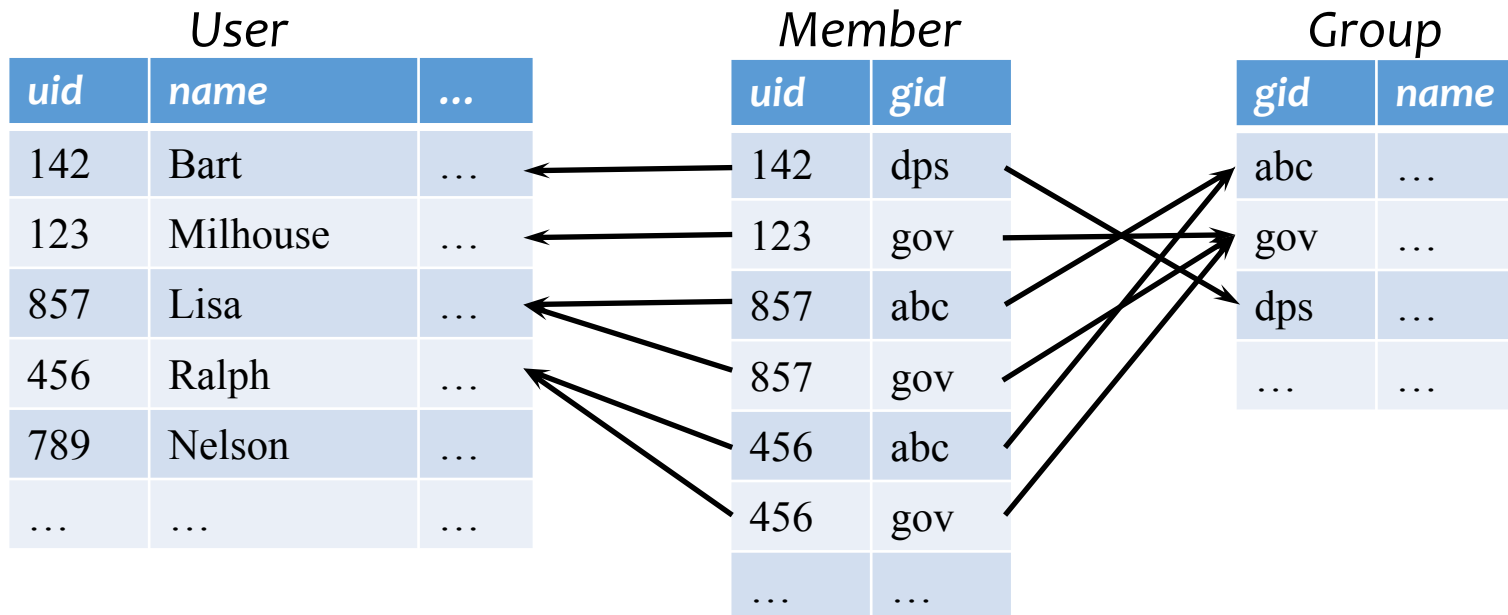 User
uid name ...
142 Bart ...
123 Milhouse ...
857 Lisa ...
456 Ralph ...
789 Nelson ...
... ... ...
Member
uid gid
142 dps
123 gov
857 abc
857 gov
456 abc
456 gov
... ...
Group
gid name
abc ...
gov ...
dps ...
... ...